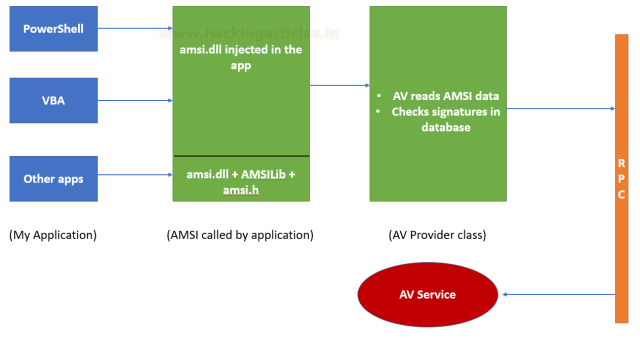 PowerShell
VBA
Other apps
(My Application)
www.hackingarticles.in
amsi.dll injected in the
app
amsi.dll + AMSILib +
amsi.h
(AMSI called by application)
• AV reads AMSI data
• Checks signatures in
database
(AV Provider class)
R
P
C
AV Service